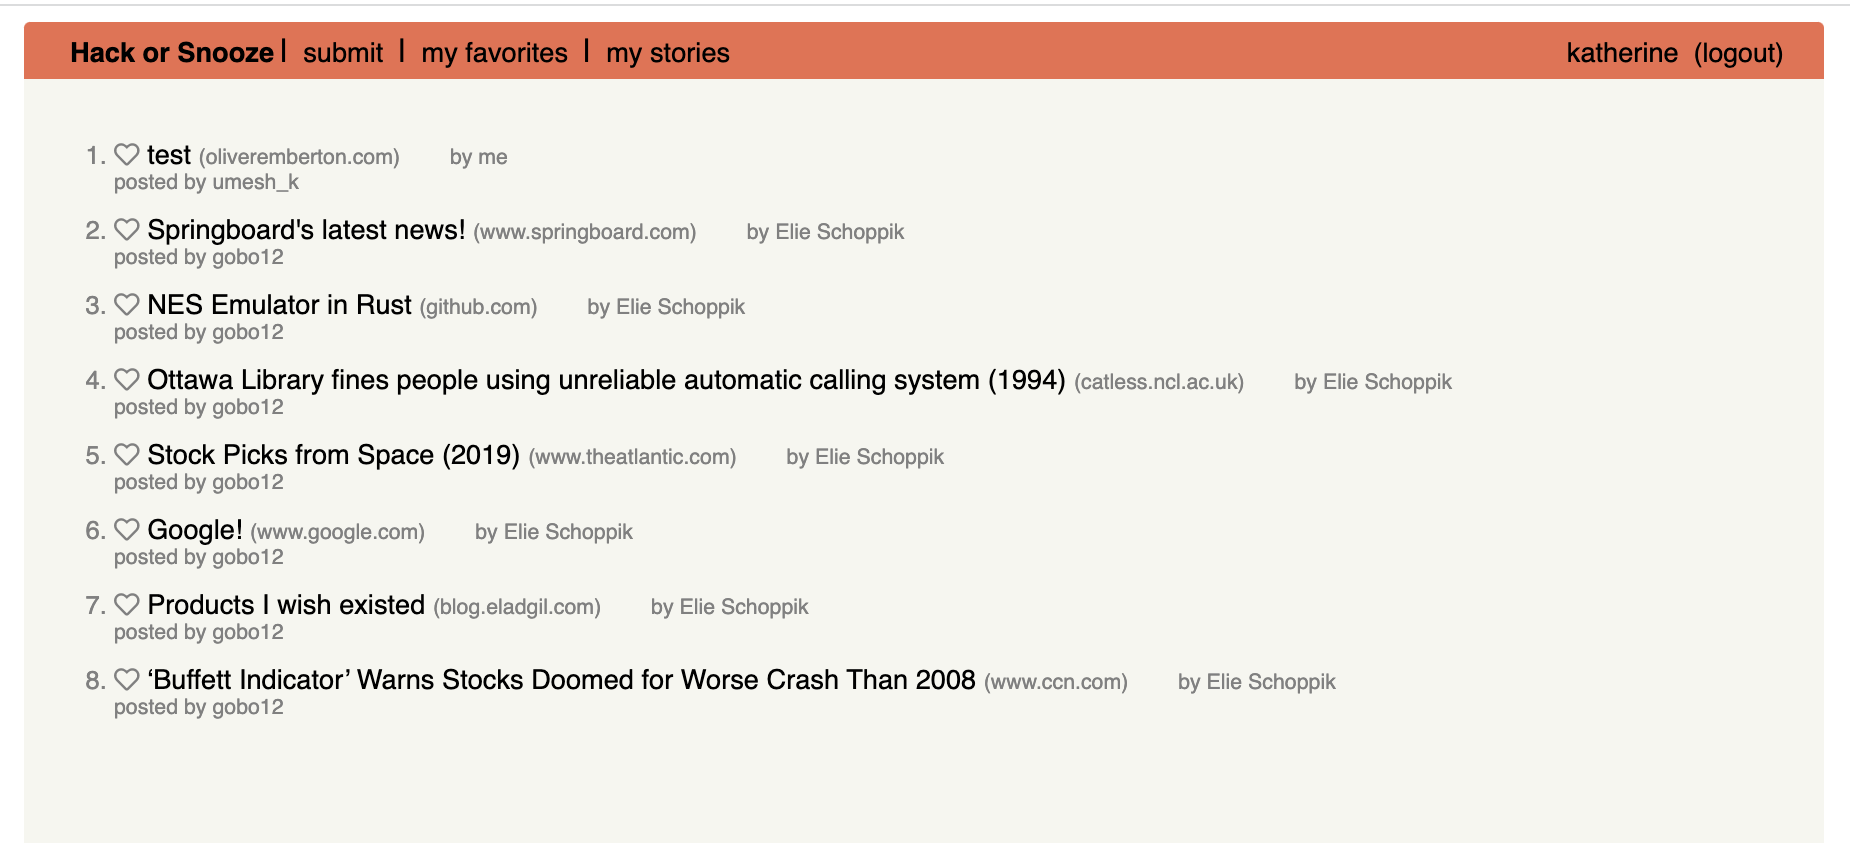 Hack or Snooze | submit | my favorites | my stories katherine (logout)
1. test (oliveremberton.com) by me
posted by umesh_k
2. Springboard's latest news! (www.springboard.com) by Elie Schoppik
posted by gobo12
3. NES Emulator in Rust (github.com) by Elie Schoppik
posted by gobo12
4. Ottawa Library fines people using unreliable automatic calling system (1994) (catless.ncl.ac.uk) by Elie Schoppik
posted by gobo12
5. Stock Picks from Space (2019) (www.theatlantic.com) by Elie Schoppik
posted by gobo12
6. Google! (www.google.com) by Elie Schoppik
posted by gobo12
7. Products I wish existed (blog.eladgil.com) by Elie Schoppik
posted by gobo12
8. ‘Buffett Indicator’ Warns Stocks Doomed for Worse Crash Than 2008 (www.ccn.com) by Elie Schoppik
posted by gobo12